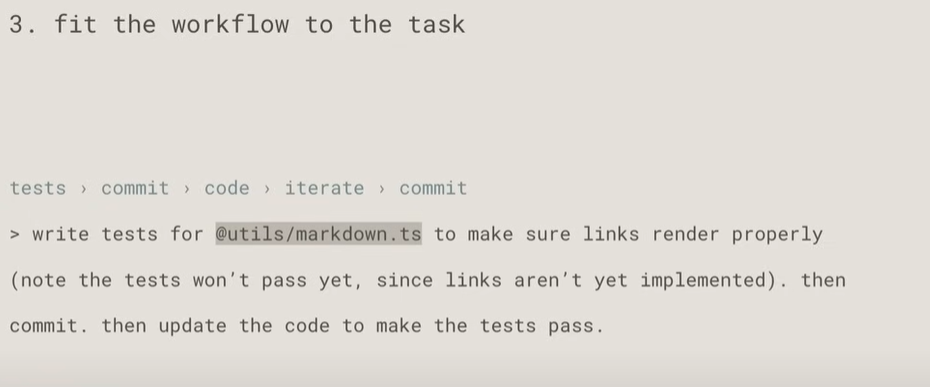 3. fit the workflow to the task
tests › commit › code › iterate › commit
> write tests for @utils/markdown.ts to make sure links render properly
(note the tests won't pass yet, since links aren't yet implemented). then
commit. then update the code to make the tests pass.